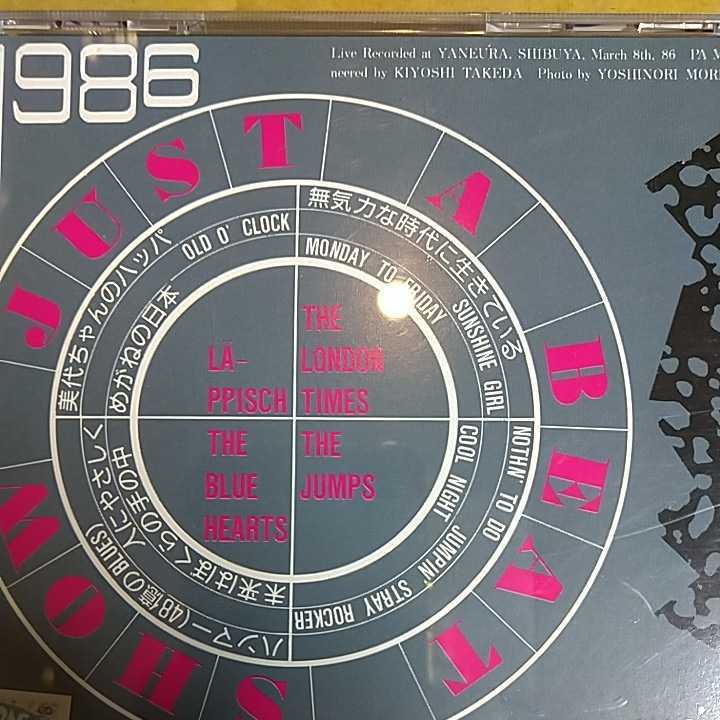 1986
Live Recorded at YANEURA, SHIBUYA, March 8th, 86 PA
neered by KIYOSHI TAKEDA Photo by YOSHINORI
JUST A BEAT SHOW
美代ちゃんのハッパ
めがねの日本
OLD O' CLOCK
無気力な時代に生きている
MONDAY TO FRIDAY
SUNSHINE GIRL
LÄ-
PPISCH
THE
LONDON
TIMES
THE
BLUE
HEARTS
THE
JUMPS
人にやさしく
未来はぼくらの手の中
ハンマー(48億のBLUES)
NOTHN' TO DO
COOL NIGHT
JUMPIN' STRAY ROCKER